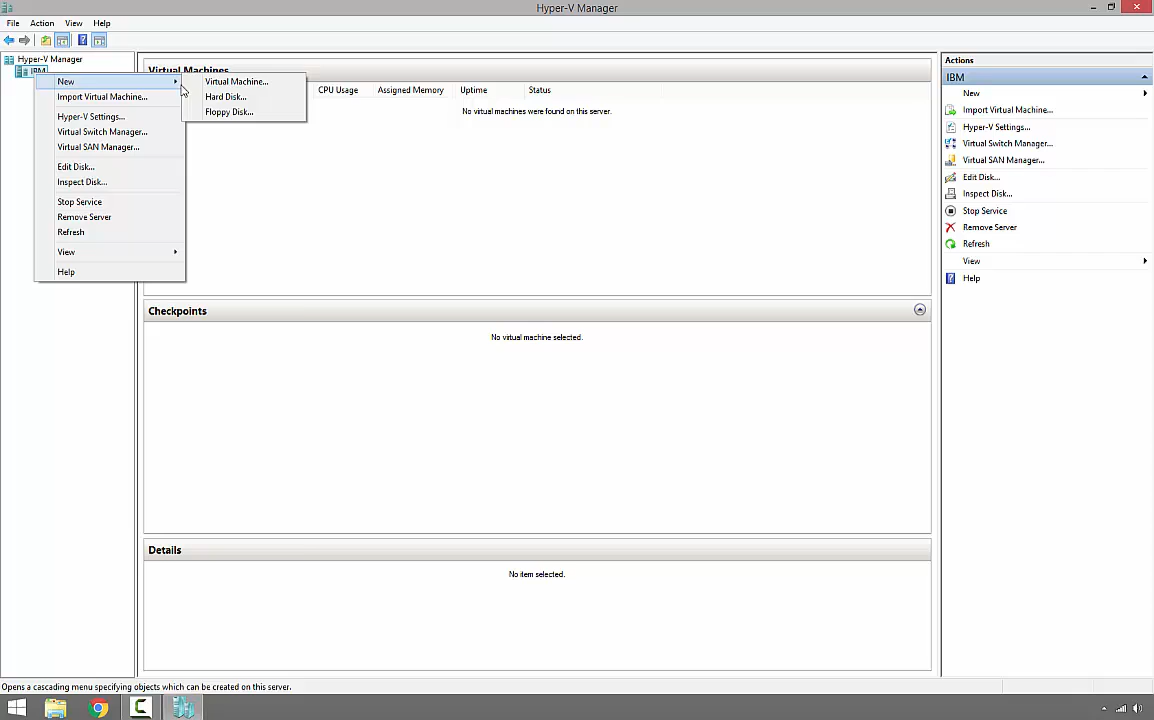 Hyper-V Manager
File Action View Help
Hyper-V Manager
IBM
New
Import Virtual Machine...
Hyper-V Settings...
Virtual Switch Manager...
Virtual SAN Manager...
Edit Disk...
Inspect Disk...
Stop Service
Remove Server
Refresh
View
Help
Virtual Machine...
Hard Disk...
Floppy Disk...
Virtual Machines
CPU Usage Assigned Memory Uptime Status
No virtual machines were found on this server.
Checkpoints
No virtual machine selected.
Details
No item selected.
Actions
IBM
New
Import Virtual Machine...
Hyper-V Settings...
Virtual Switch Manager...
Virtual SAN Manager...
Edit Disk...
Inspect Disk...
Stop Service
Remove Server
Refresh
View
Help
Opens a cascading menu specifying objects which can be created on this server.